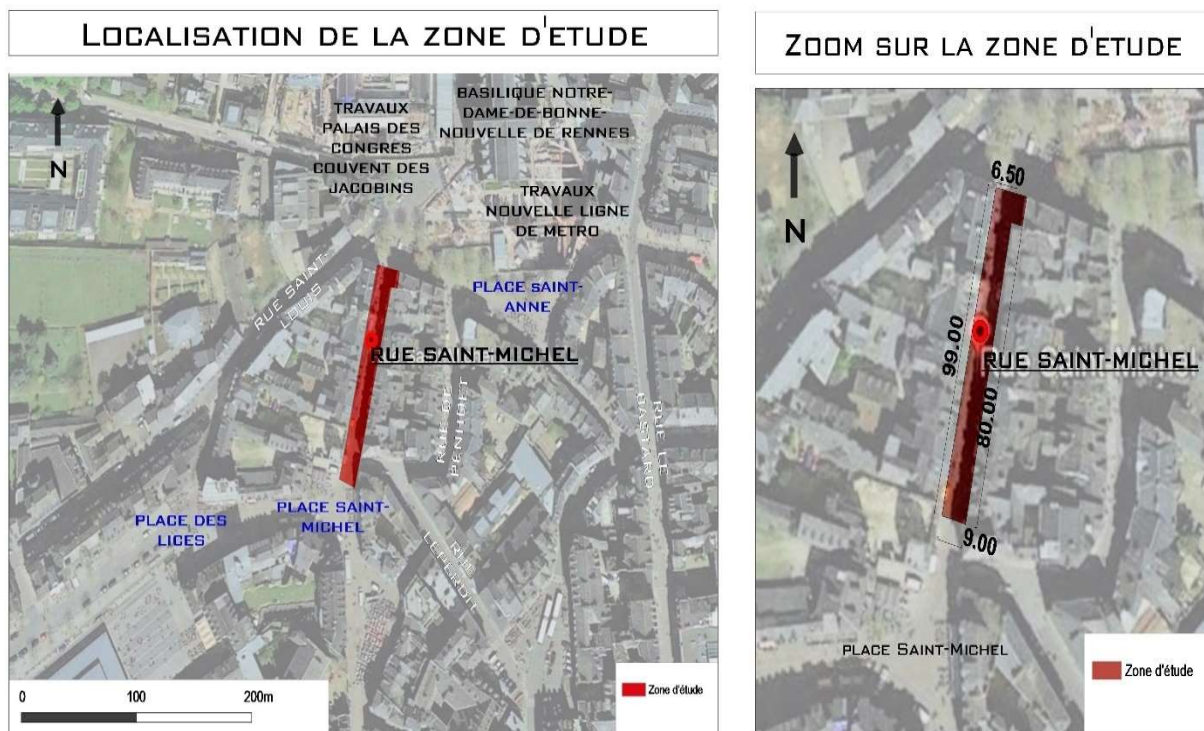 LOCALISATION DE LA ZONE D'ETUDE
N
TRAVAUX
PALAIS DES
CONGRES
COUVENT DES
JACOBINS
BASILIQUE NOTRE-
DAME-DE-BONNE-
NOUVELLE DE RENNES
TRAVAUX
NOUVELLE LIGNE
DE METRO
RUE SAINT-
LOUIS
PLACE SAINT-
ANNE
RUE SAINT-MICHEL
RUE DE
PENHOET
RUE LE
BASTARD
PLACE DES
LICES
PLACE SAINT-
MICHEL
RUE
LEPERDIT
0 100 200m
Zone d'étude
ZOOM SUR LA ZONE D'ETUDE
N
6.50
99.00
RUE SAINT-MICHEL
80.00
9.00
PLACE SAINT-MICHEL
Zone d'étude